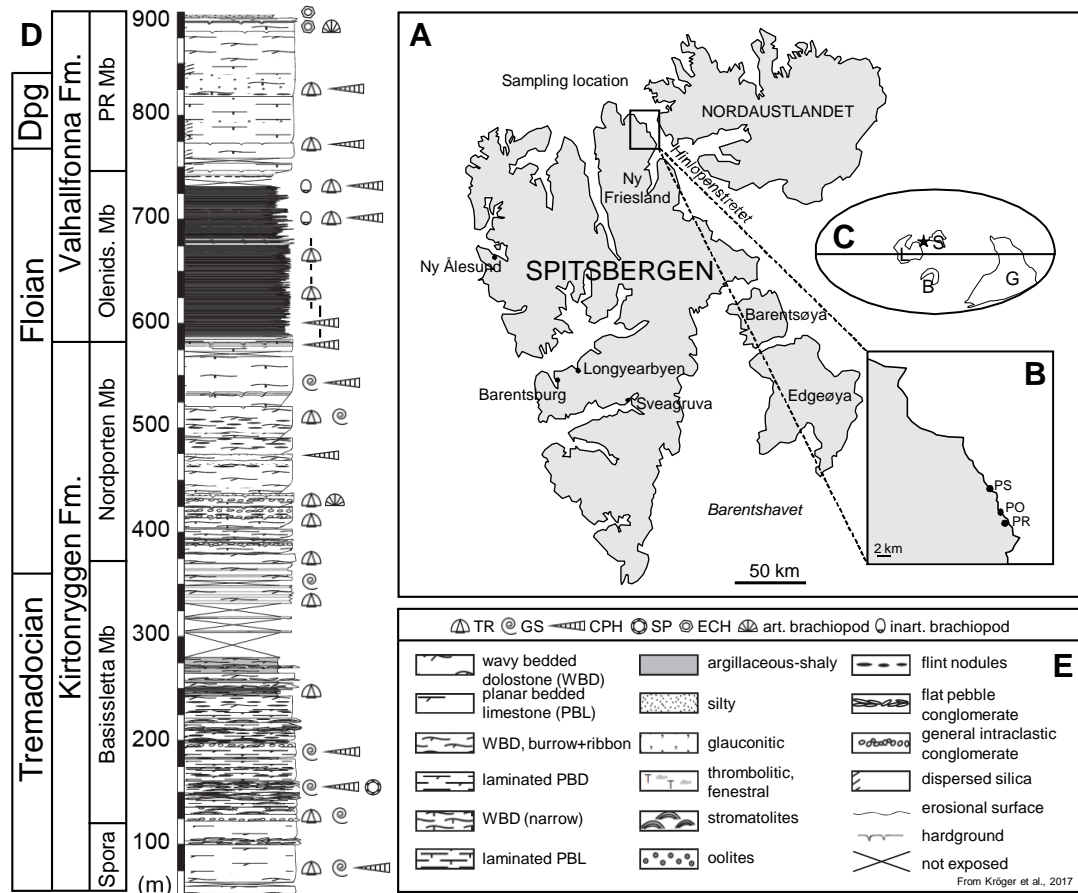 D
900
800
700
600
500
400
300
200
100
(m)
Dpg
Floian
Tremadocian
Valhallfonna Fm.
Kirtonryggen Fm.
PR Mb
Olenids. Mb
Nordporten Mb
Basissletta Mb
Spora
A
Sampling location
NORDAUSTLANDET
Hinlopenstretet
Ny
Friesland
Ny Ålesund
SPITSBERGEN
Barentsøya
Longyearbyen
Barentsburg
Sveagruva
Edgeøya
Barentshavet
50 km
C
L
S
B
G
B
PS
PO
PR
2 km
TR GS CPH SP ECH art. brachiopod inart. brachiopod
E
wavy bedded
dolostone (WBD)
planar bedded
limestone (PBL)
WBD, burrow+ribbon
laminated PBD
WBD (narrow)
laminated PBL
argillaceous-shaly
silty
glauconitic
thrombolitic,
fenestral
stromatolites
oolites
flint nodules
flat pebble
conglomerate
general intraclastic
conglomerate
dispersed silica
erosional surface
hardground
not exposed
From Kröger et al., 2017